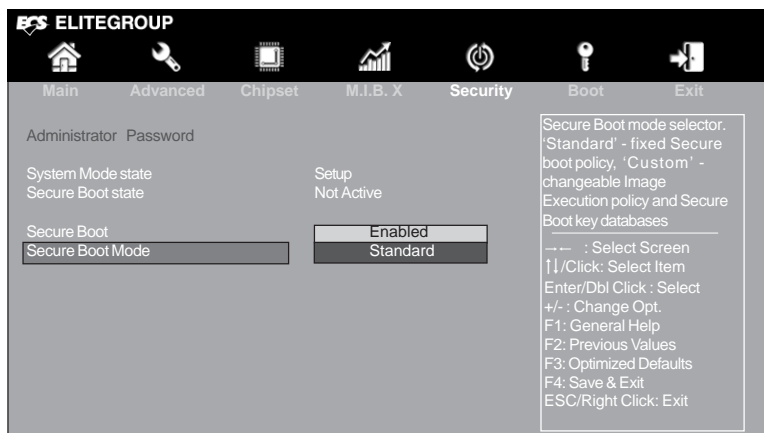 ECS ELITEGROUP
Main Advanced Chipset M.I.B. X Security Boot Exit
Administrator Password
System Mode state Setup
Secure Boot state Not Active
Secure Boot Enabled
Secure Boot Mode Standard
Secure Boot mode selector.
‘Standard’ - fixed Secure
boot policy, ‘Custom’ -
changeable Image
Execution policy and Secure
Boot key databases
→← : Select Screen
↑↓/Click: Select Item
Enter/Dbl Click : Select
+/- : Change Opt.
F1: General Help
F2: Previous Values
F3: Optimized Defaults
F4: Save & Exit
ESC/Right Click: Exit